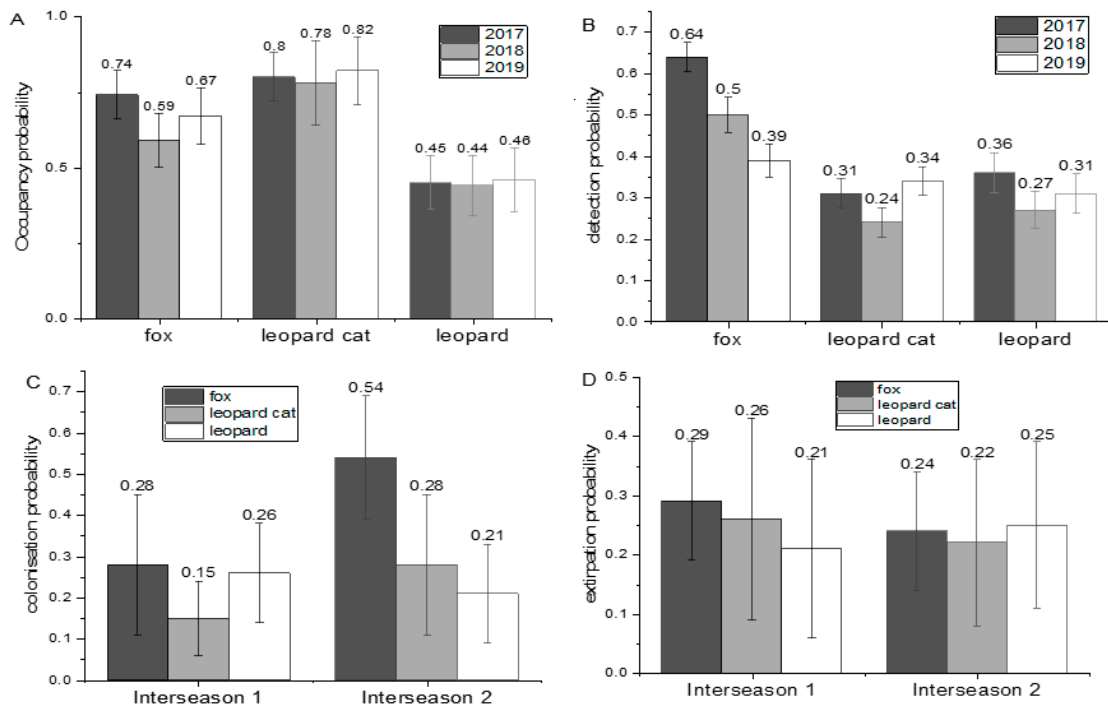 A
1.0
0.5
0.0
Occupancy probability
2017
2018
2019
0.74
0.59
0.67
0.8
0.78
0.82
0.45
0.44
0.46
fox
leopard cat
leopard
B
0.7
0.6
0.5
0.4
0.3
0.2
0.1
0.0
detection probability
2017
2018
2019
0.64
0.5
0.39
0.31
0.24
0.34
0.36
0.27
0.31
fox
leopard cat
leopard
C
0.7
0.6
0.5
0.4
0.3
0.2
0.1
0.0
colonisation probability
fox
leopard cat
leopard
0.28
0.15
0.26
0.54
0.28
0.21
Interseason 1
Interseason 2
D
0.5
0.4
0.3
0.2
0.1
0.0
extirpation probability
fox
leopard cat
leopard
0.29
0.26
0.21
0.24
0.22
0.25
Interseason 1
Interseason 2